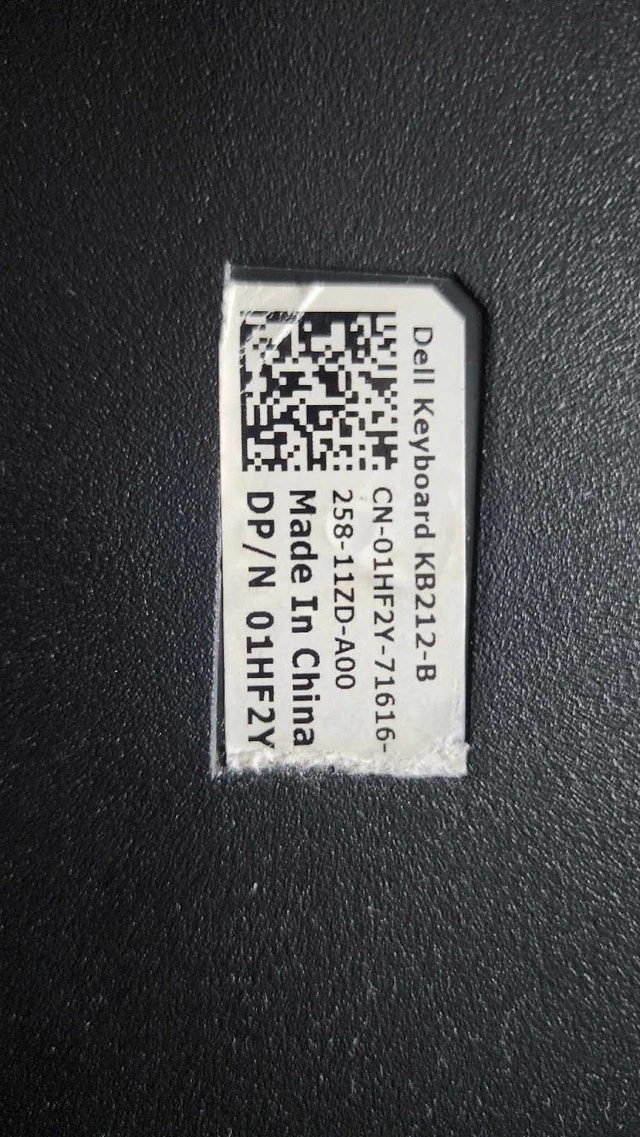 Dell Keyboard KB212-B
CN-01HF2Y-71616-
258-11ZD-A00
Made In China
DP/N 01HF2Y